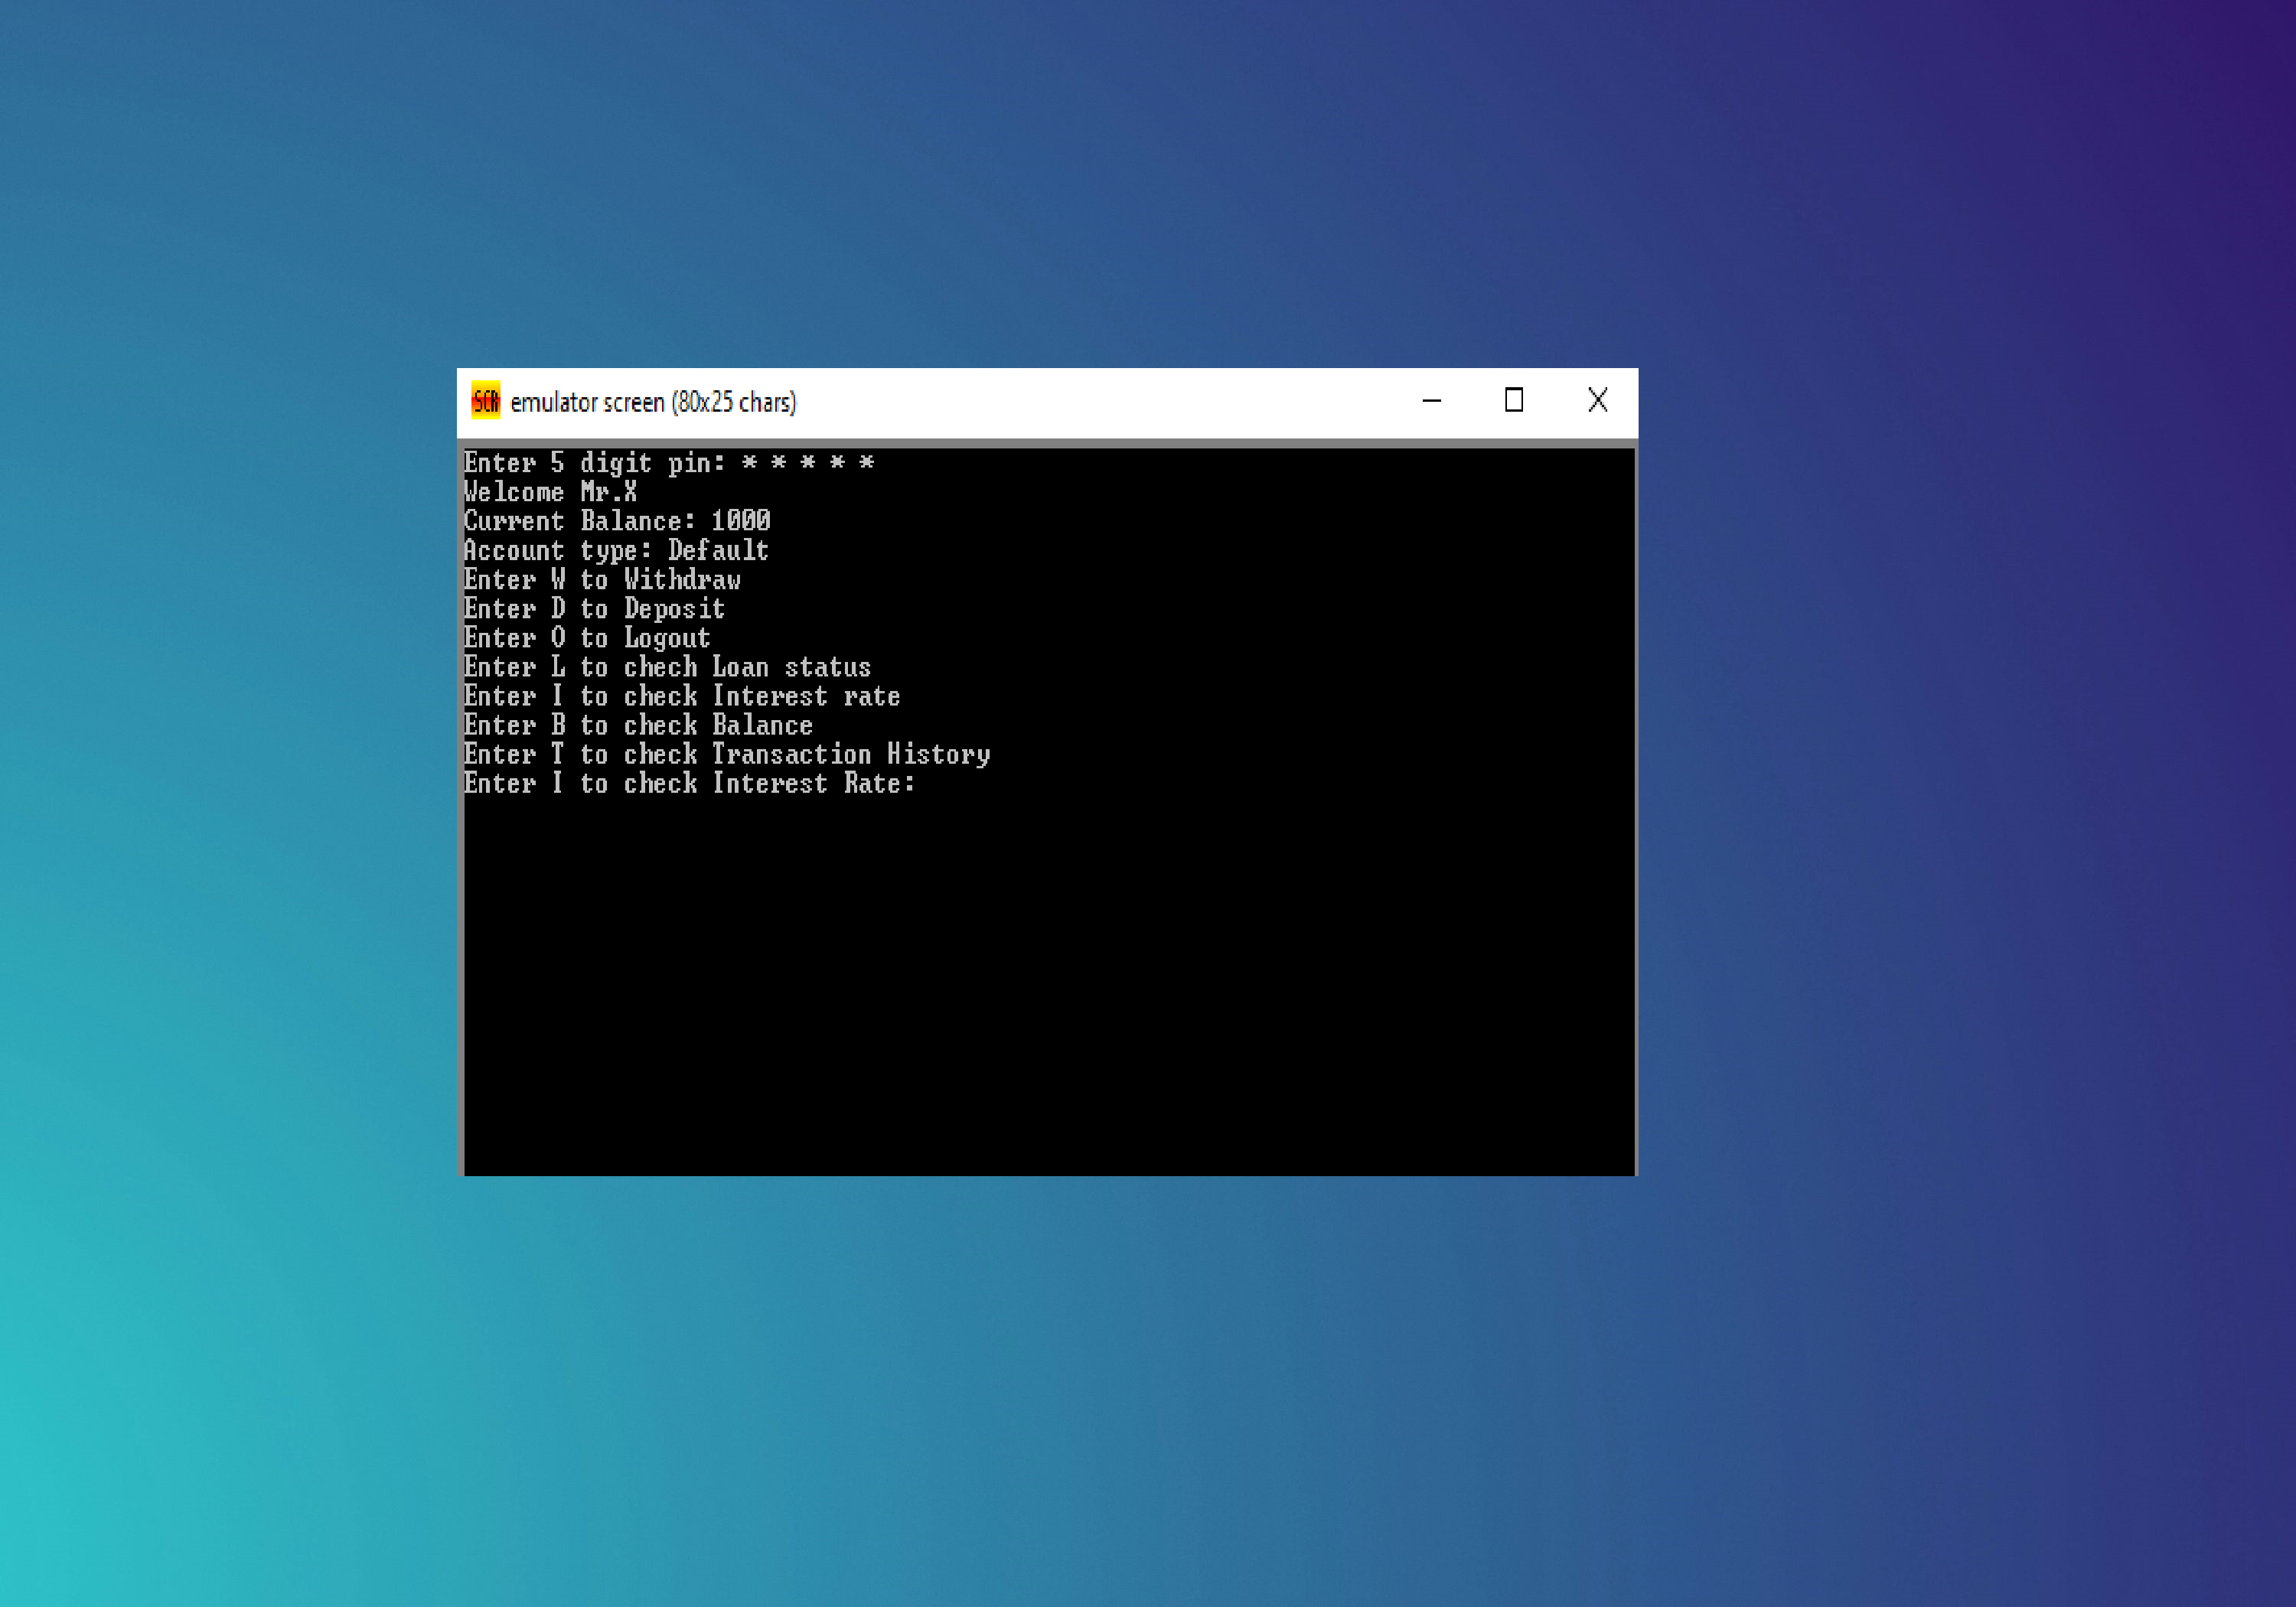 SCR emulator screen (80x25 chars)
Enter 5 digit pin: * * * * *
Welcome Mr.X
Current Balance: 1000
Account type: Default
Enter W to Withdraw
Enter D to Deposit
Enter O to Logout
Enter L to chech Loan status
Enter I to check Interest rate
Enter B to check Balance
Enter T to check Transaction History
Enter I to check Interest Rate: